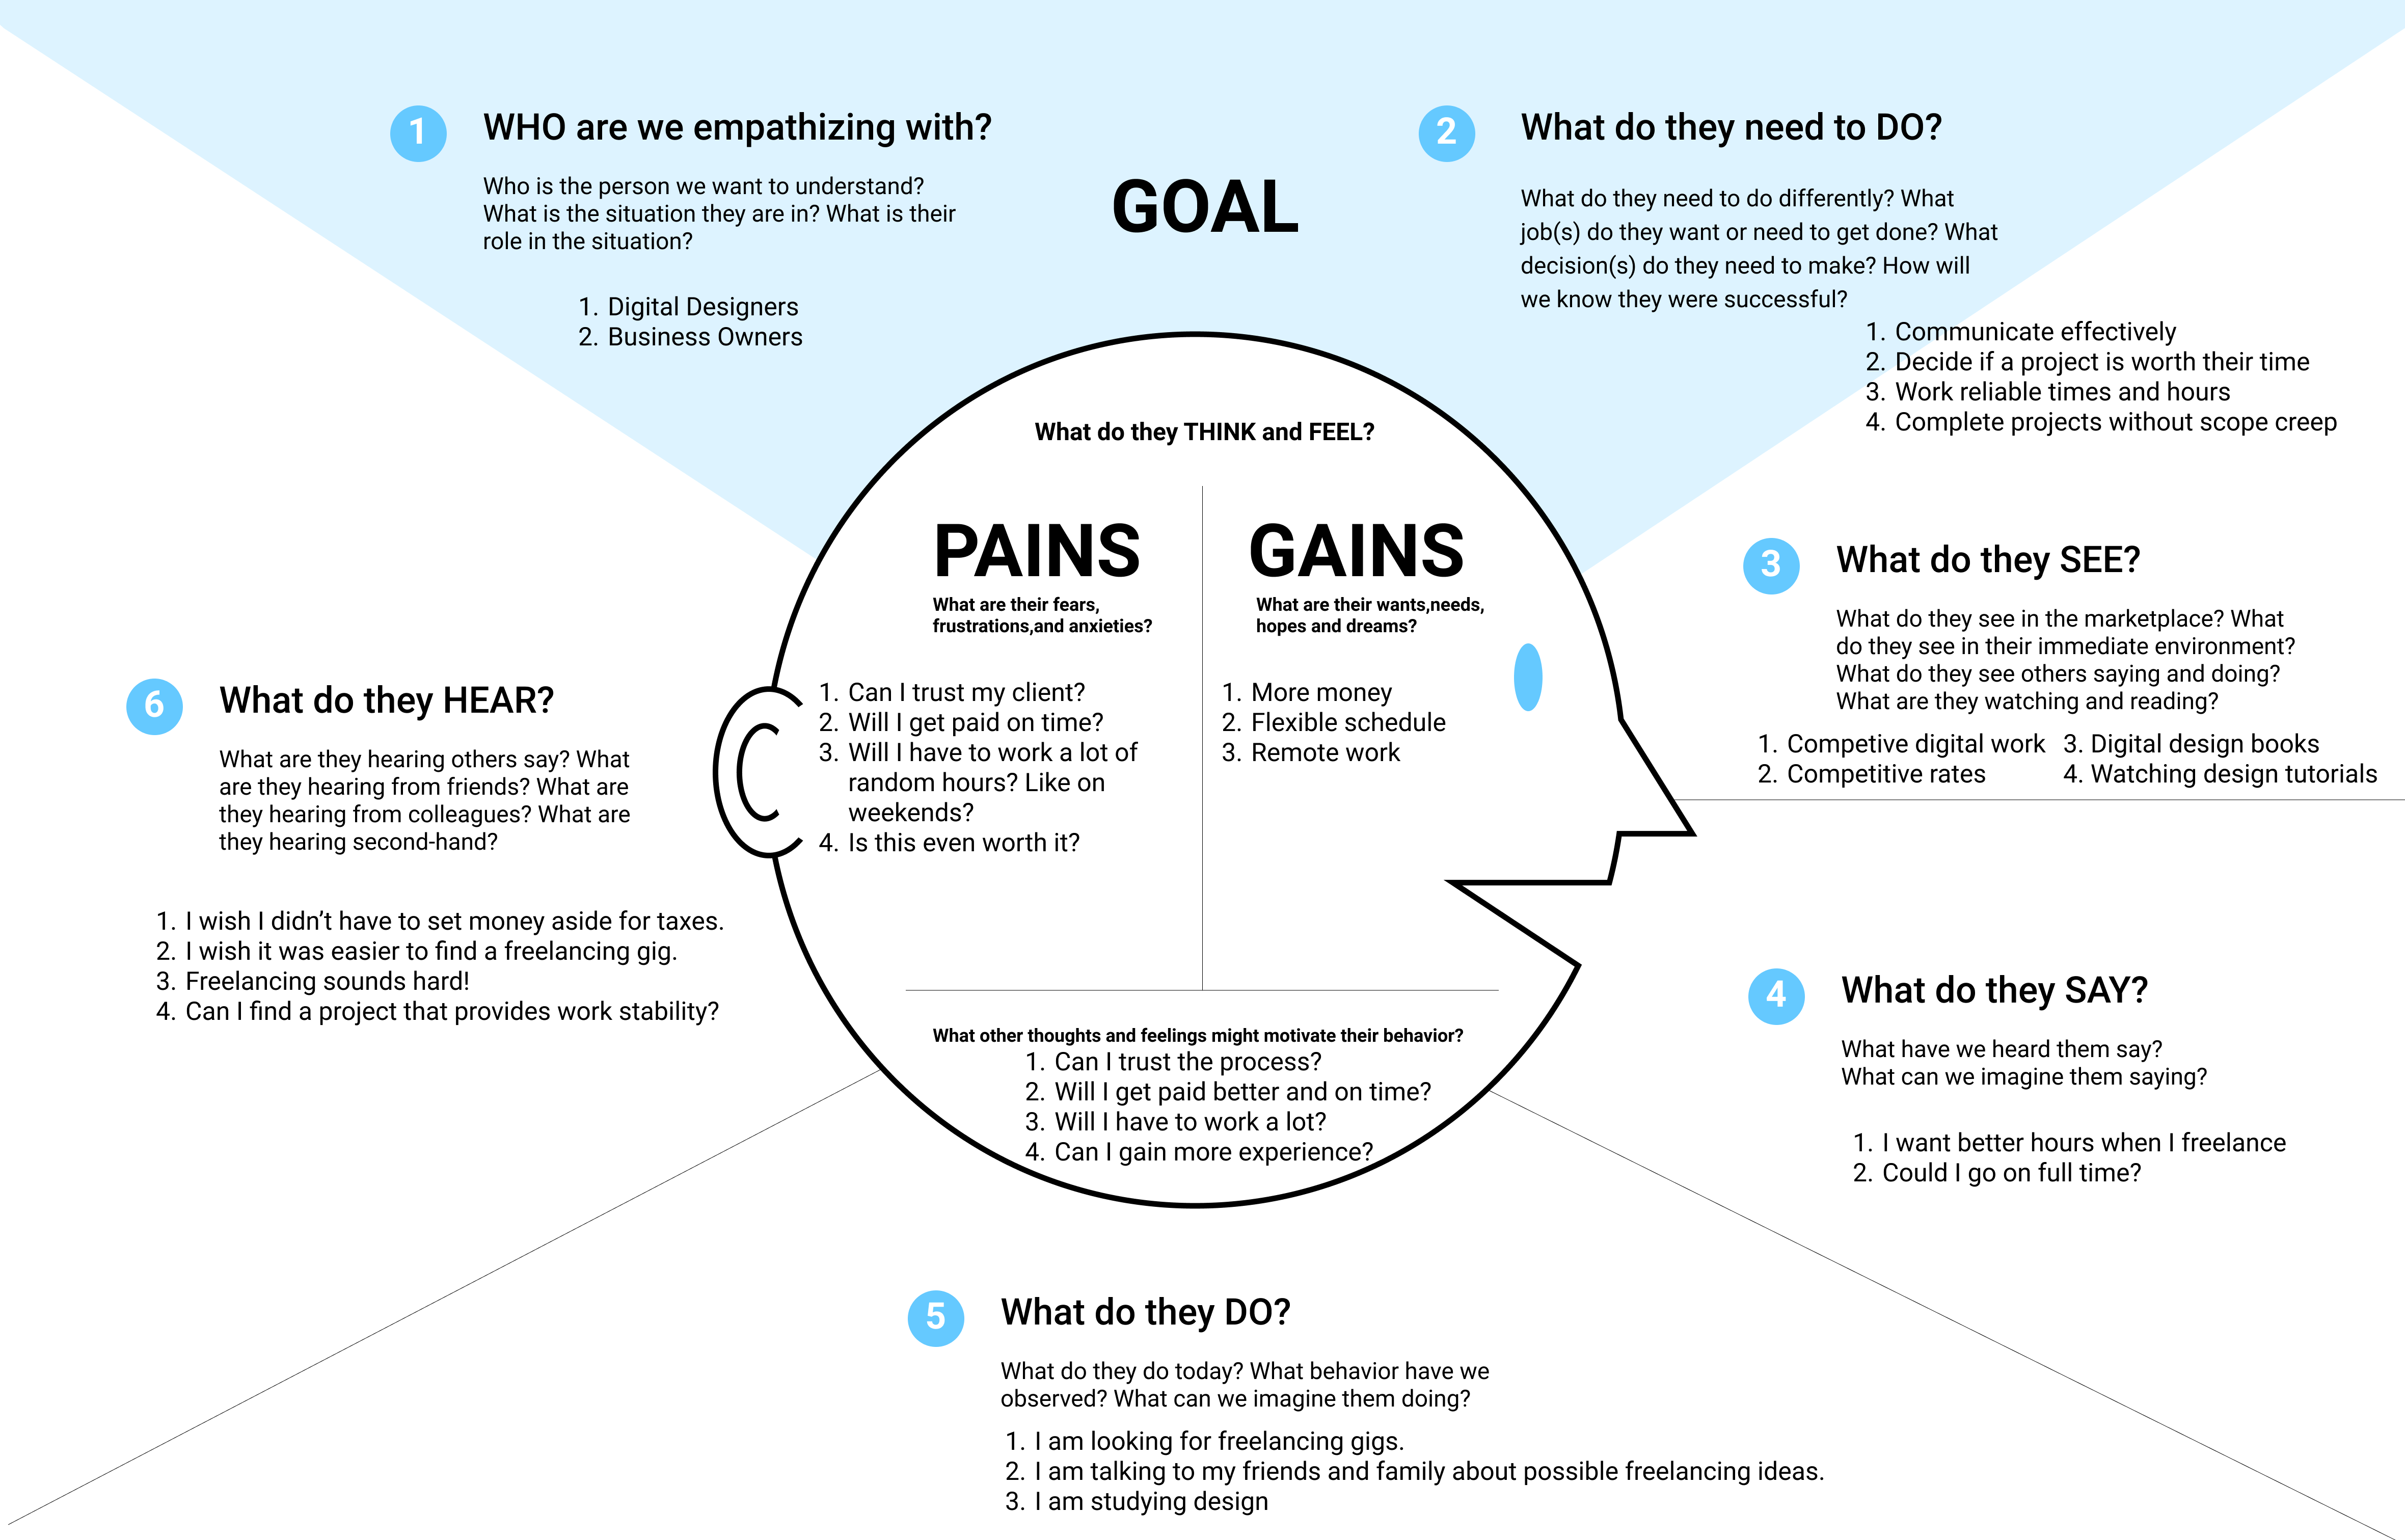 1
WHO are we empathizing with?
Who is the person we want to understand?
What is the situation they are in? What is their
role in the situation?
1. Digital Designers
2. Business Owners
GOAL
2
What do they need to DO?
What do they need to do differently? What
job(s) do they want or need to get done? What
decision(s) do they need to make? How will
we know they were successful?
1. Communicate effectively
2. Decide if a project is worth their time
3. Work reliable times and hours
4. Complete projects without scope creep
What do they THINK and FEEL?
PAINS
What are their fears,
frustrations,and anxieties?
1. Can I trust my client?
2. Will I get paid on time?
3. Will I have to work a lot of
random hours? Like on
weekends?
4. Is this even worth it?
GAINS
What are their wants,needs,
hopes and dreams?
1. More money
2. Flexible schedule
3. Remote work
What other thoughts and feelings might motivate their behavior?
1. Can I trust the process?
2. Will I get paid better and on time?
3. Will I have to work a lot?
4. Can I gain more experience?
3
What do they SEE?
What do they see in the marketplace? What
do they see in their immediate environment?
What do they see others saying and doing?
What are they watching and reading?
1. Competive digital work
2. Competitive rates
3. Digital design books
4. Watching design tutorials
4
What do they SAY?
What have we heard them say?
What can we imagine them saying?
1. I want better hours when I freelance
2. Could I go on full time?
5
What do they DO?
What do they do today? What behavior have we
observed? What can we imagine them doing?
1. I am looking for freelancing gigs.
2. I am talking to my friends and family about possible freelancing ideas.
3. I am studying design
6
What do they HEAR?
What are they hearing others say? What
are they hearing from friends? What are
they hearing from colleagues? What are
they hearing second-hand?
1. I wish I didn’t have to set money aside for taxes.
2. I wish it was easier to find a freelancing gig.
3. Freelancing sounds hard!
4. Can I find a project that provides work stability?